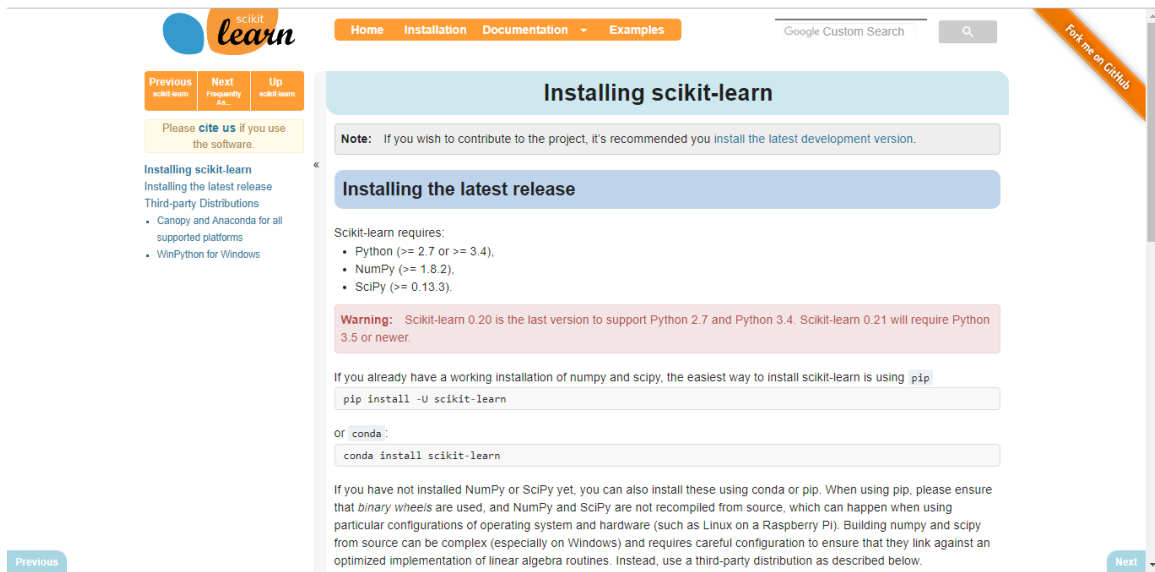 scikit
learn
Home Installation Documentation Examples
Google Custom Search
Fork me on GitHub
Previous
scikit-learn
Next
Frequently
As...
Up
scikit-learn
Please cite us if you use
the software.
Installing scikit-learn
Installing the latest release
Third-party Distributions
Canopy and Anaconda for all
supported platforms
WinPython for Windows
«
Installing scikit-learn
Note: If you wish to contribute to the project, it's recommended you install the latest development version.
Installing the latest release
Scikit-learn requires:
• Python (>= 2.7 or >= 3.4),
• NumPy (>= 1.8.2),
• SciPy (>= 0.13.3).
Warning: Scikit-learn 0.20 is the last version to support Python 2.7 and Python 3.4. Scikit-learn 0.21 will require Python
3.5 or newer.
If you already have a working installation of numpy and scipy, the easiest way to install scikit-learn is using pip
pip install -U scikit-learn
or conda:
conda install scikit-learn
If you have not installed NumPy or SciPy yet, you can also install these using conda or pip. When using pip, please ensure
that binary wheels are used, and NumPy and SciPy are not recompiled from source, which can happen when using
particular configurations of operating system and hardware (such as Linux on a Raspberry Pi). Building numpy and scipy
from source can be complex (especially on Windows) and requires careful configuration to ensure that they link against an
optimized implementation of linear algebra routines. Instead, use a third-party distribution as described below.
Previous
Next